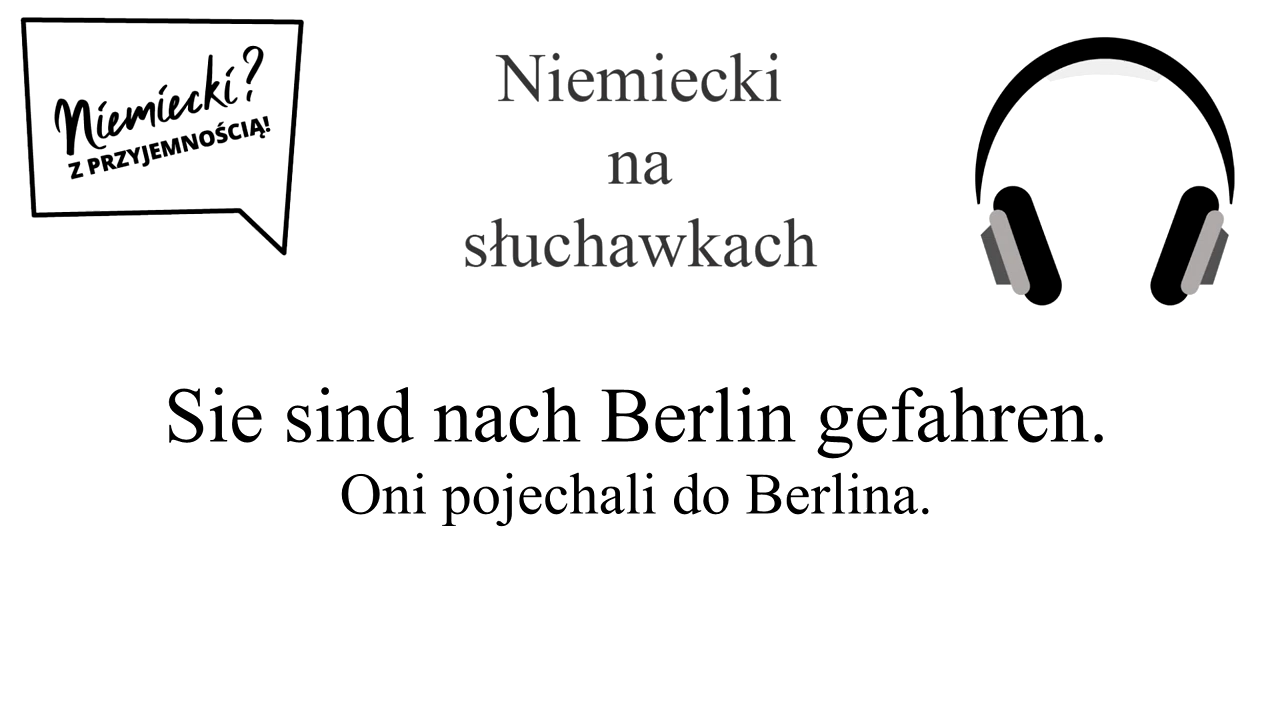 Niemiecki?
Z PRZYJEMNOŚCIĄ!
Niemiecki
na
słuchawkach
Sie sind nach Berlin gefahren.
Oni pojechali do Berlina.